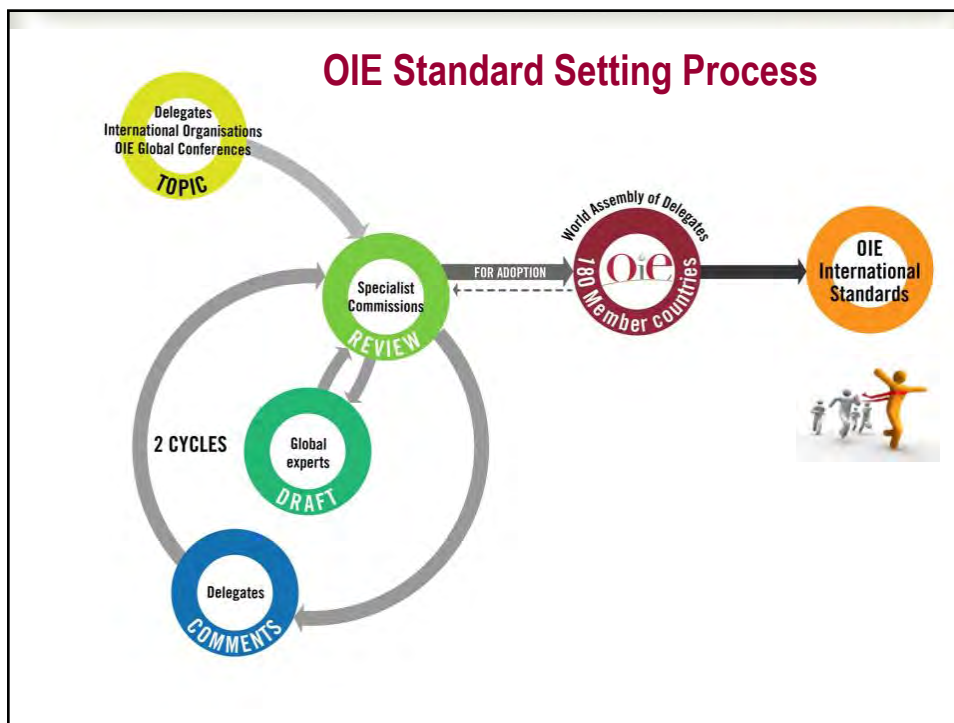 OIE Standard Setting Process
Delegates
International Organisations
OIE Global Conferences
TOPIC
Specialist
Commissions
REVIEW
FOR ADOPTION
World Assembly of Delegates
OiE
180 Member countries
OIE
International
Standards
2 CYCLES
Global
experts
DRAFT
Delegates
COMMENTS